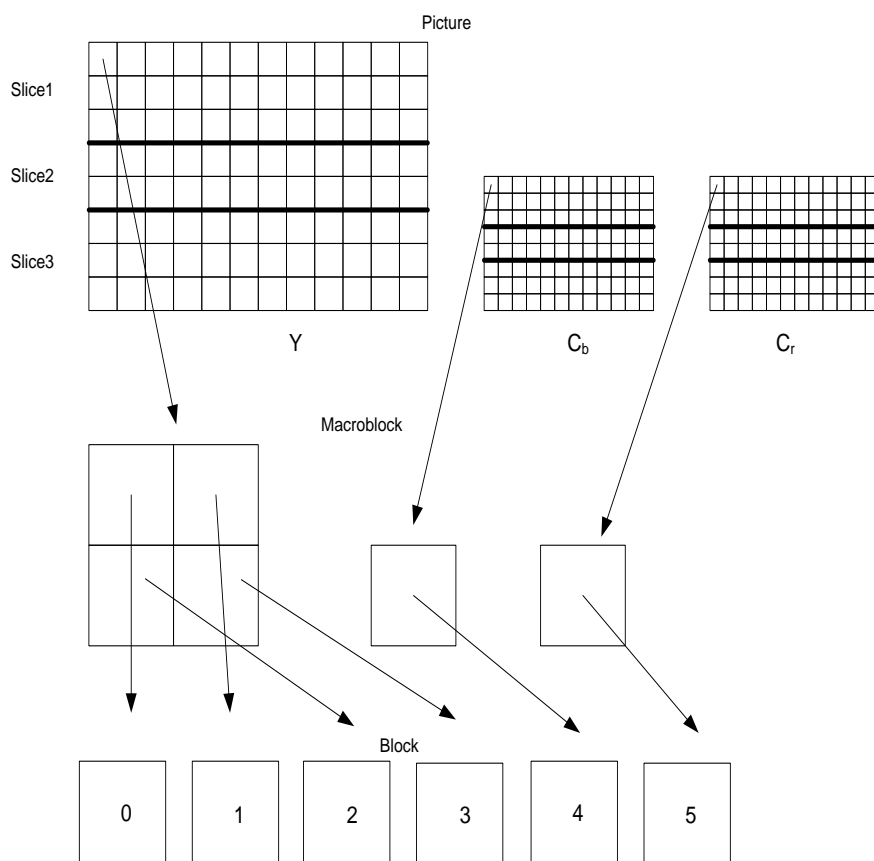 Picture
Slice1
Slice2
Slice3
Y
Cb
Cr
Macroblock
Block
0 1 2 3 4 5